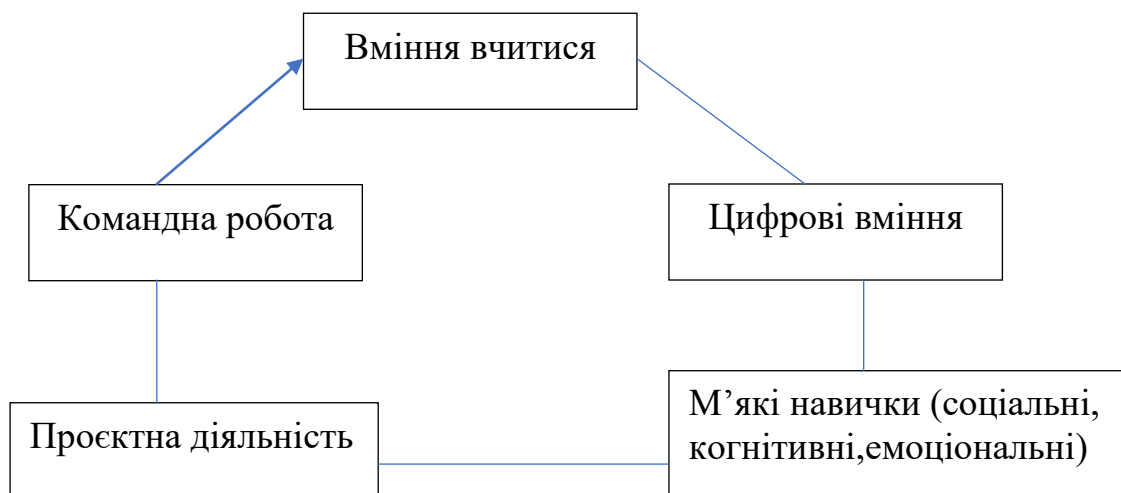 Вміння вчитися
Командна робота
Цифрові вміння
Проєктна діяльність
М’які навички (соціальні,
когнітивні,емоціональні)